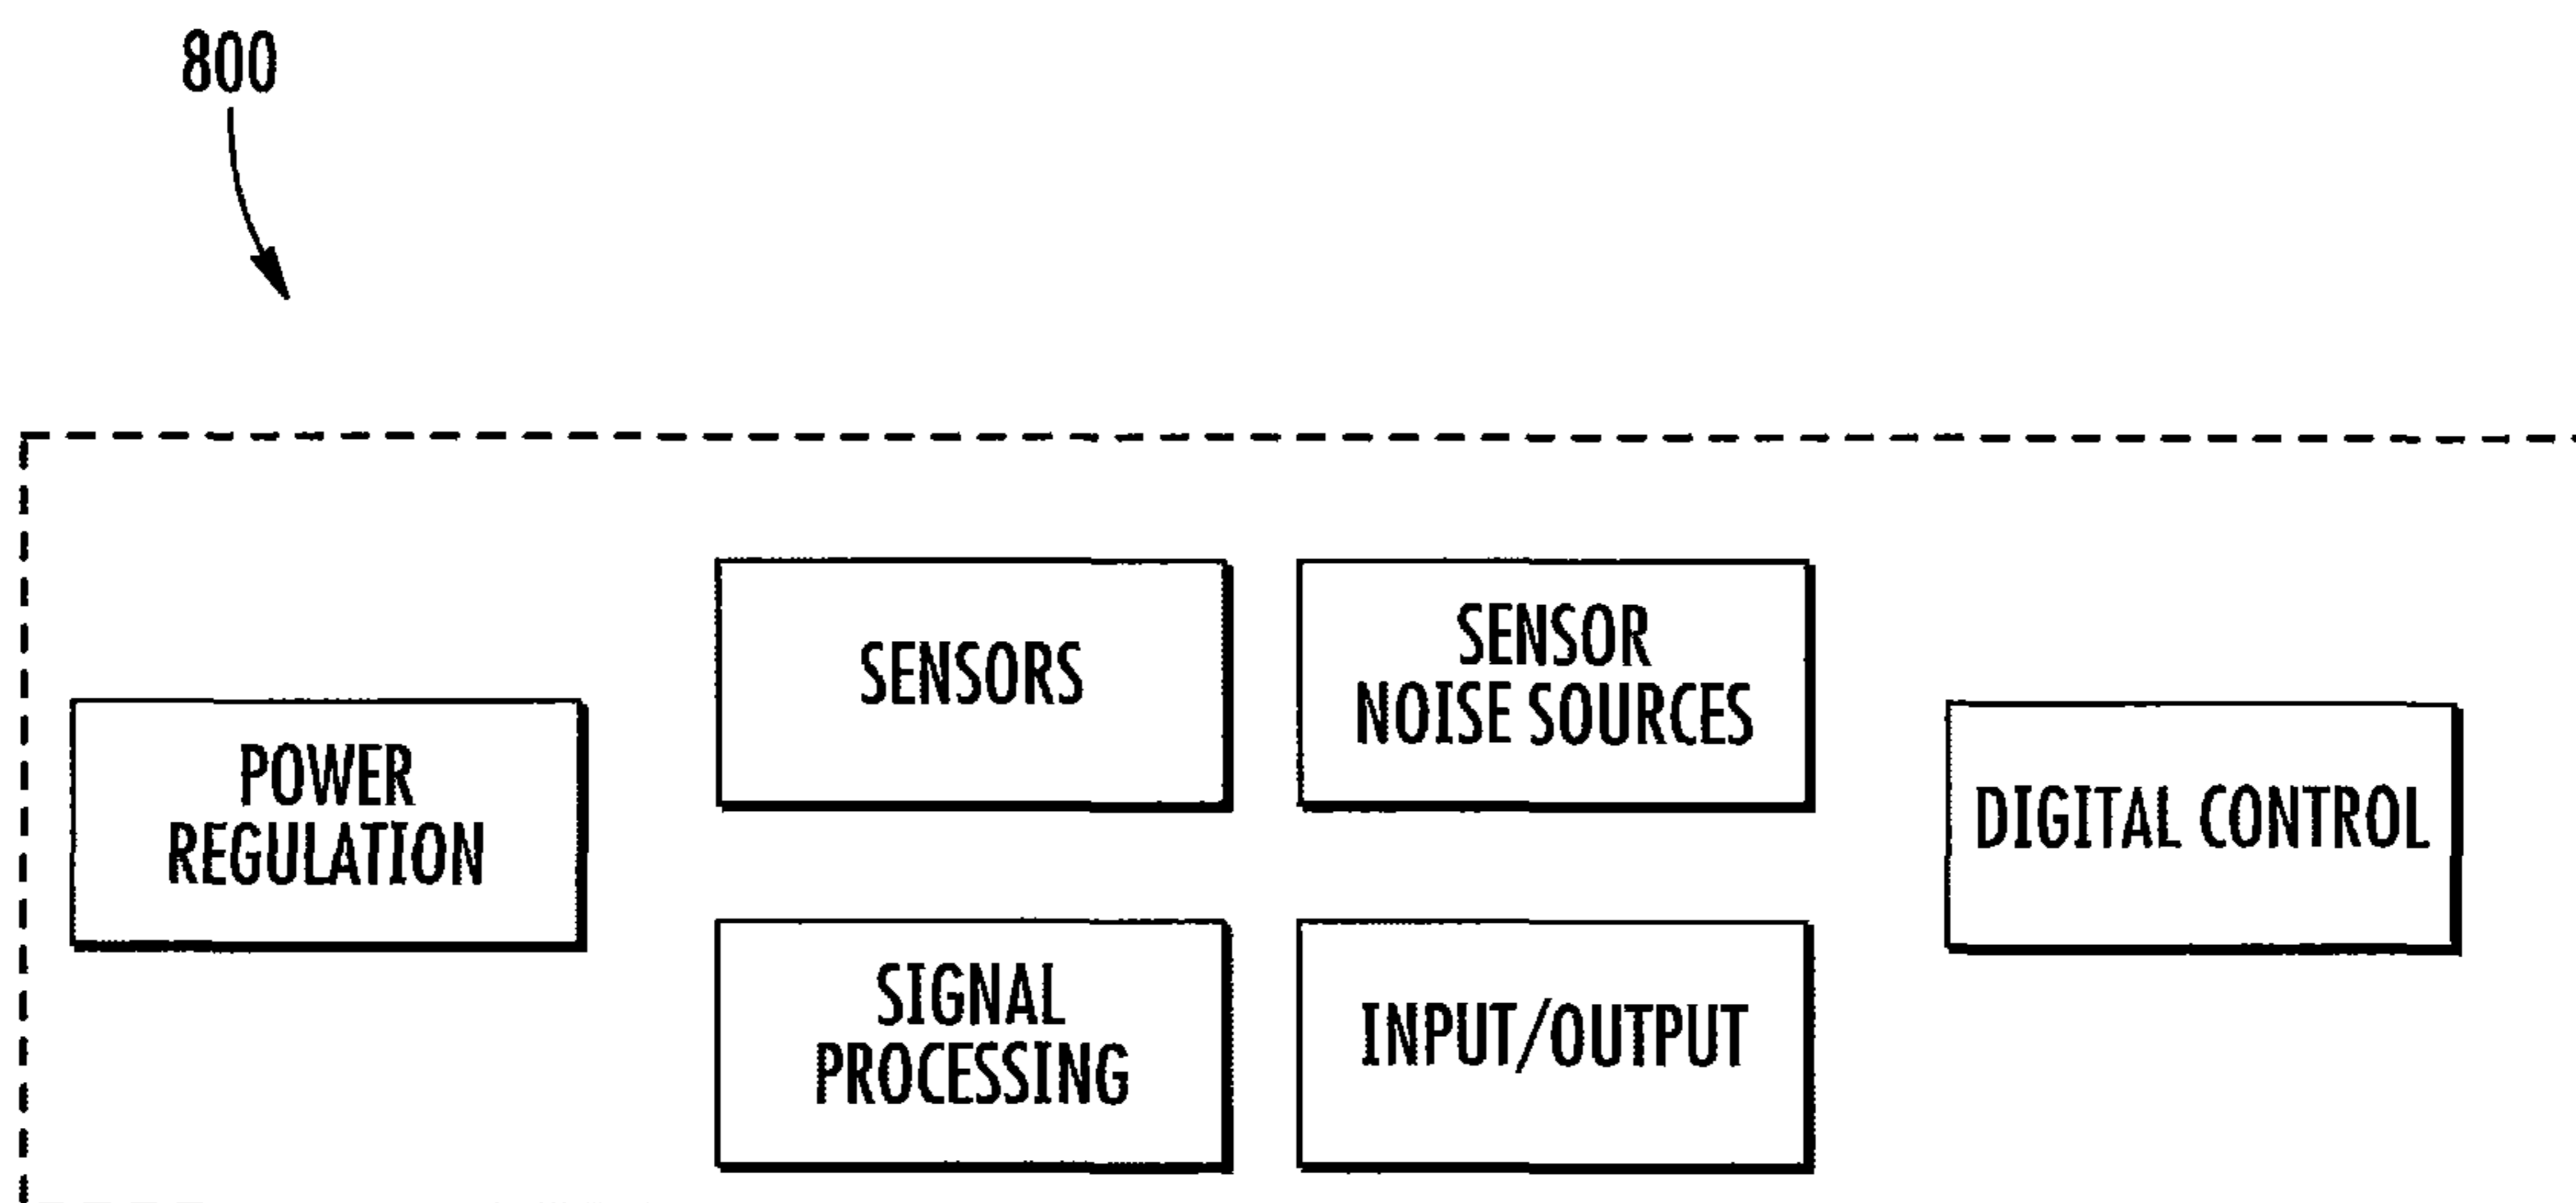 800
SENSORS
SENSOR
NOISE SOURCES
POWER
REGULATION
DIGITAL CONTROL
SIGNAL
PROCESSING
INPUT/OUTPUT